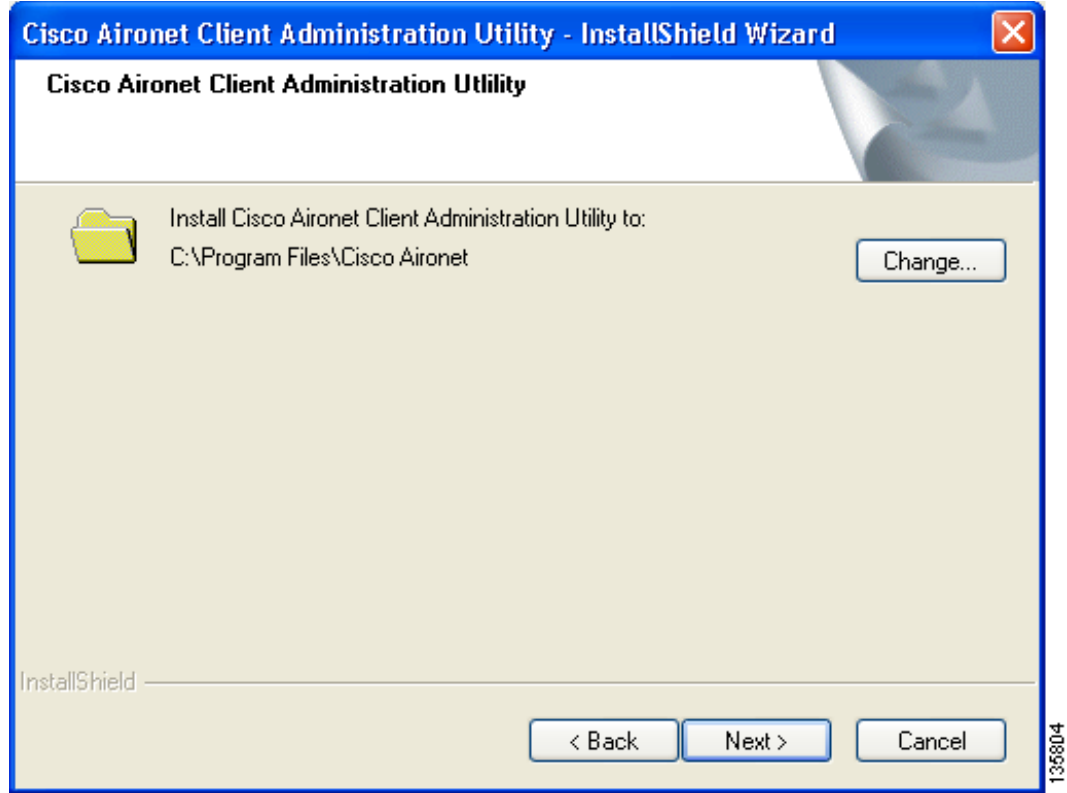 Cisco Aironet Client Administration Utility - InstallShield Wizard
Cisco Aironet Client Administration Utlility
Install Cisco Aironet Client Administration Utility to:
C:\Program Files\Cisco Aironet
Change...
InstallShield
< Back
Next >
Cancel
135804